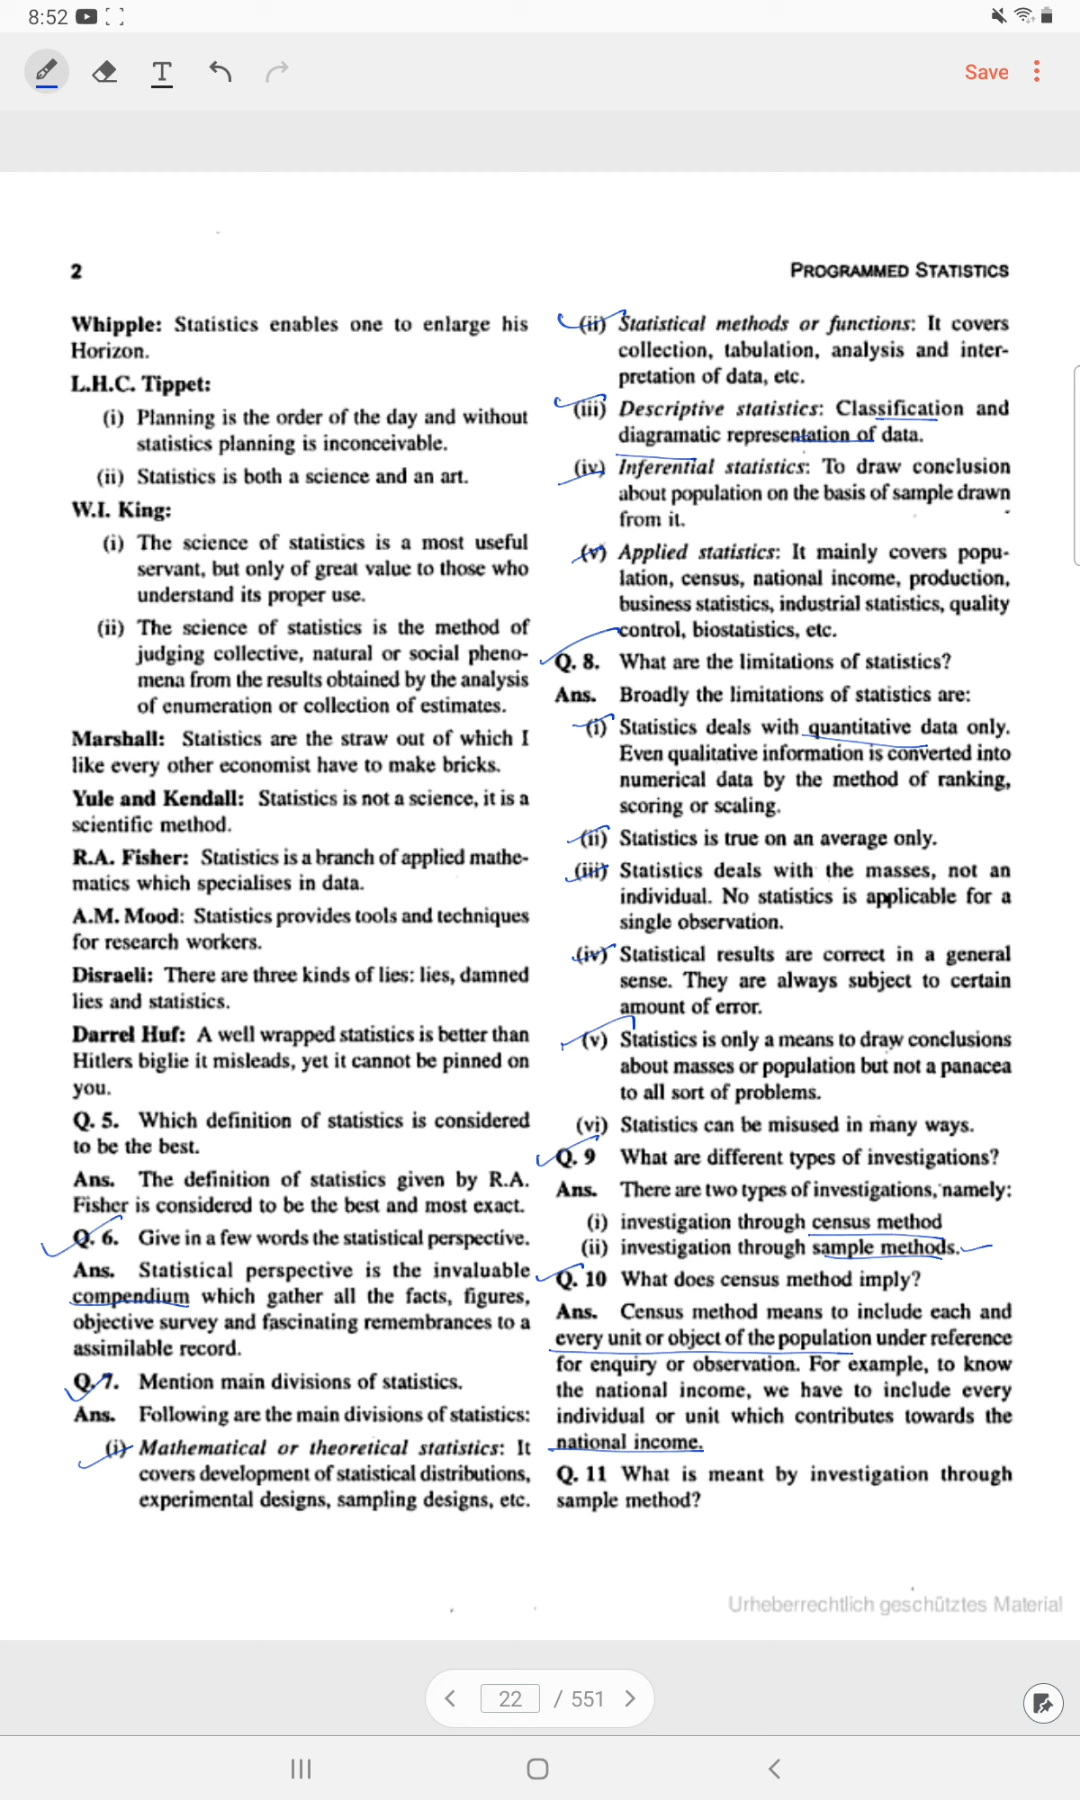 8:52
T
Save
2
PROGRAMMED STATISTICS
Whipple: Statistics enables one to enlarge his
Horizon.
L.H.C. Tippet:
(i) Planning is the order of the day and without
statistics planning is inconceivable.
(ii) Statistics is both a science and an art.
W.I. King:
(i) The science of statistics is a most useful
servant, but only of great value to those who
understand its proper use.
(ii) The science of statistics is the method of
judging collective, natural or social pheno-
mena from the results obtained by the analysis
of enumeration or collection of estimates.
Marshall: Statistics are the straw out of which I
like every other economist have to make bricks.
Yule and Kendall: Statistics is not a science, it is a
scientific method.
R.A. Fisher: Statistics is a branch of applied mathe-
matics which specialises in data.
A.M. Mood: Statistics provides tools and techniques
for research workers.
Disraeli: There are three kinds of lies: lies, damned
lies and statistics.
Darrel Huf: A well wrapped statistics is better than
Hitlers biglie it misleads, yet it cannot be pinned on
you.
Q. 5. Which definition of statistics is considered
to be the best.
Ans. The definition of statistics given by R.A.
Fisher is considered to be the best and most exact.
Q. 6. Give in a few words the statistical perspective.
Ans. Statistical perspective is the invaluable
compendium which gather all the facts, figures,
objective survey and fascinating remembrances to a
assimilable record.
Q. 7. Mention main divisions of statistics.
Ans. Following are the main divisions of statistics:
(i) Mathematical or theoretical statistics: It
covers development of statistical distributions,
experimental designs, sampling designs, etc.
(ii) Statistical methods or functions: It covers
collection, tabulation, analysis and inter-
pretation of data, etc.
(iii) Descriptive statistics: Classification and
diagramatic representation of data.
(iv) Inferential statistics: To draw conclusion
about population on the basis of sample drawn
from it.
(v) Applied statistics: It mainly covers popu-
lation, census, national income, production,
business statistics, industrial statistics, quality
control, biostatistics, etc.
Q. 8. What are the limitations of statistics?
Ans. Broadly the limitations of statistics are:
(i) Statistics deals with quantitative data only.
Even qualitative information is converted into
numerical data by the method of ranking,
scoring or scaling.
(ii) Statistics is true on an average only.
(iii) Statistics deals with the masses, not an
individual. No statistics is applicable for a
single observation.
(iv) Statistical results are correct in a general
sense. They are always subject to certain
amount of error.
(v) Statistics is only a means to draw conclusions
about masses or population but not a panacea
to all sort of problems.
(vi) Statistics can be misused in many ways.
Q. 9 What are different types of investigations?
Ans. There are two types of investigations, namely:
(i) investigation through census method
(ii) investigation through sample methods.
Q. 10 What does census method imply?
Ans. Census method means to include each and
every unit or object of the population under reference
for enquiry or observation. For example, to know
the national income, we have to include every
individual or unit which contributes towards the
national income.
Q. 11 What is meant by investigation through
sample method?
Urheberrechtlich geschütztes Material
22 / 551